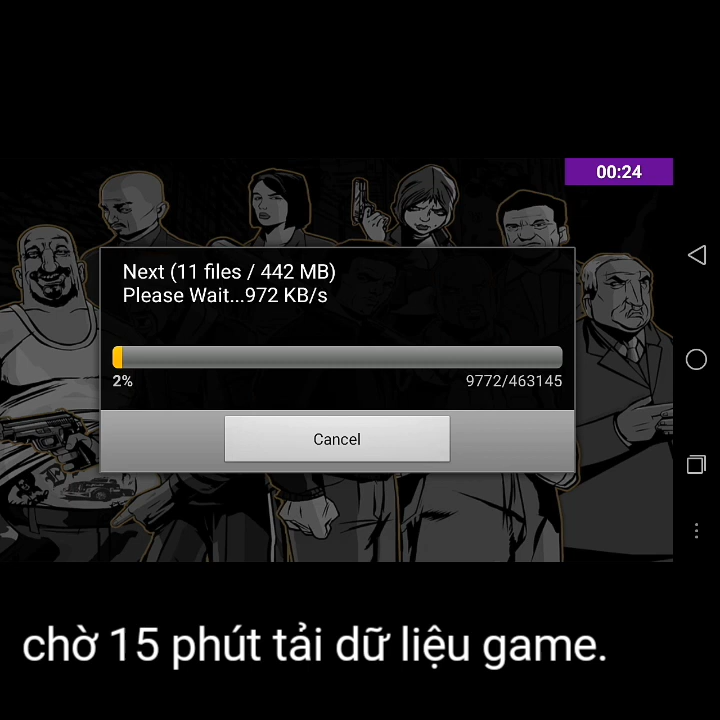 00:24
Next (11 files / 442 MB)
Please Wait...972 KB/s
2%
9772/463145
Cancel
chờ 15 phút tải dữ liệu game.